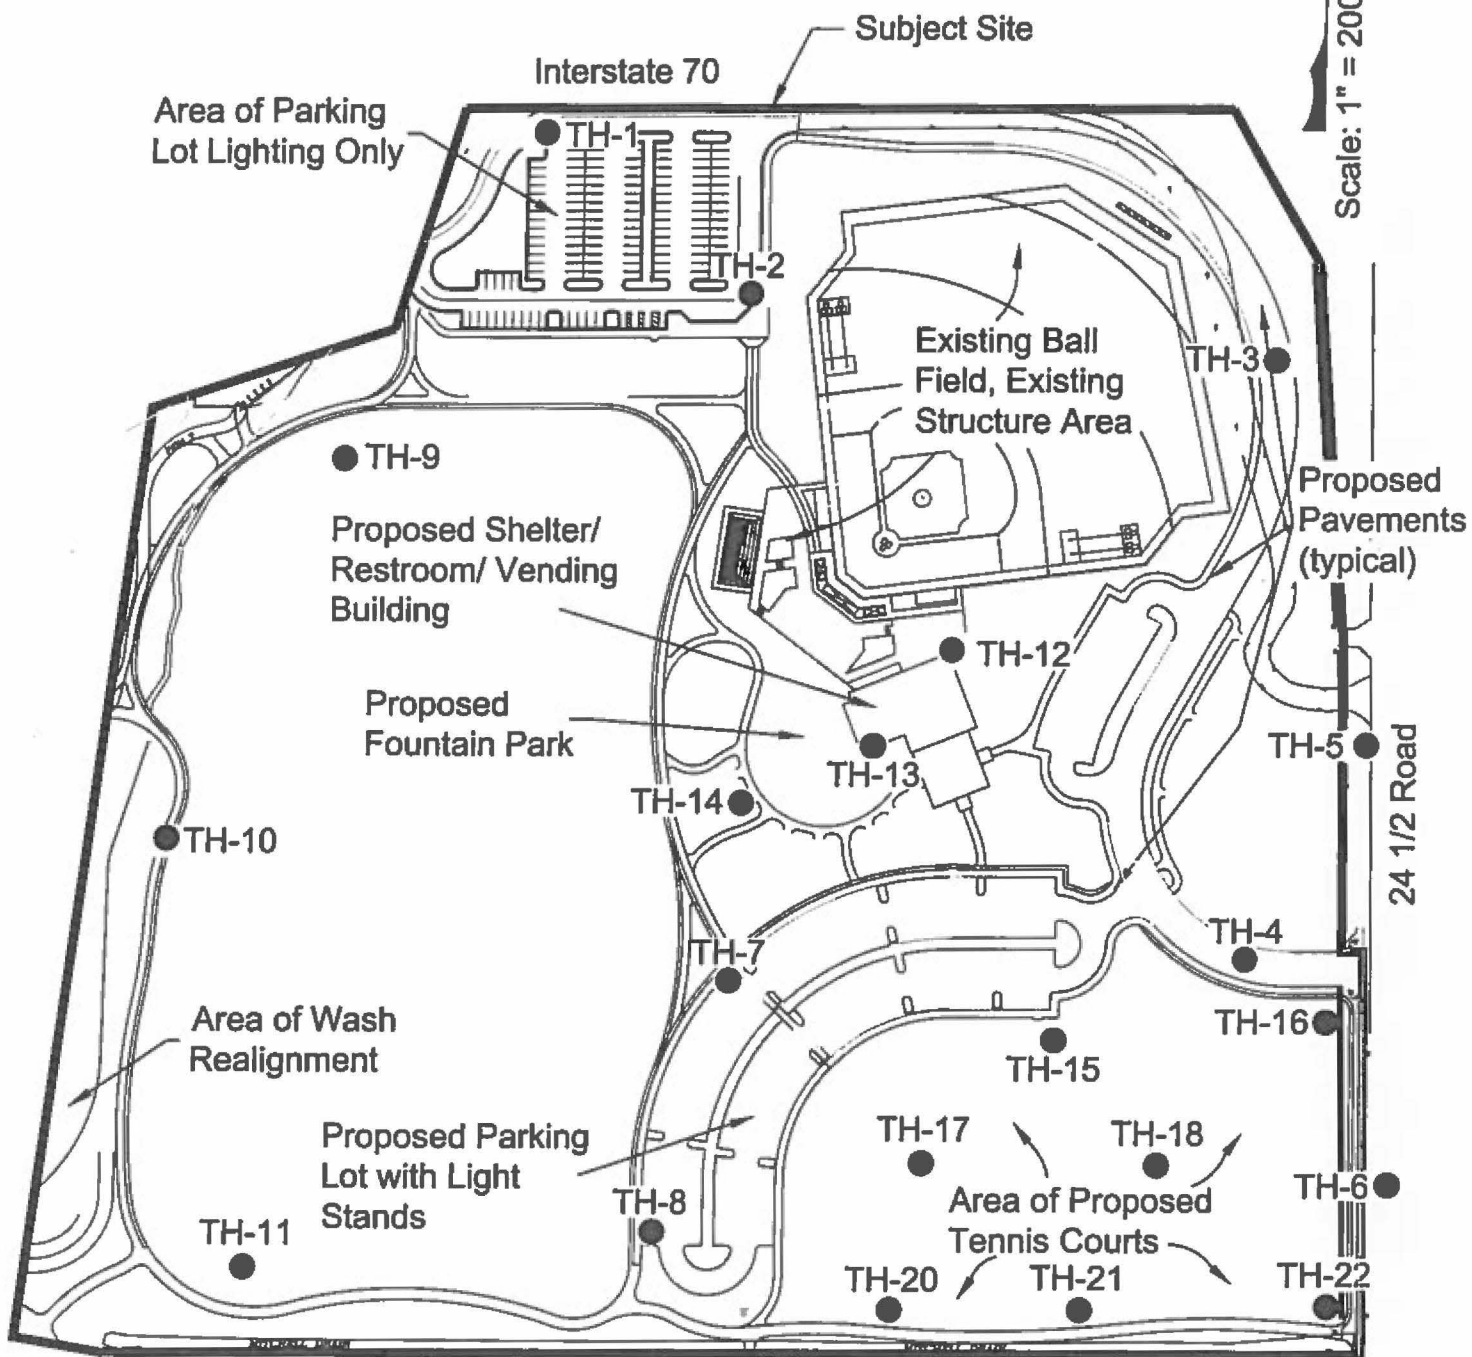 Subject Site
Scale: 1" = 200
Interstate 70
Area of Parking
Lot Lighting Only
TH-1
TH-2
Existing Ball
Field, Existing
Structure Area
TH-3
TH-9
Proposed
Pavements
(typical)
Proposed Shelter/
Restroom/ Vending
Building
TH-12
Proposed
Fountain Park
TH-5
TH-13
TH-14
24 1/2 Road
TH-10
TH-4
TH-7
Area of Wash
Realignment
TH-16
TH-15
Proposed Parking
Lot with Light
Stands
TH-17
TH-18
TH-6
Area of Proposed
Tennis Courts
TH-8
TH-11
TH-20
TH-21
TH-22